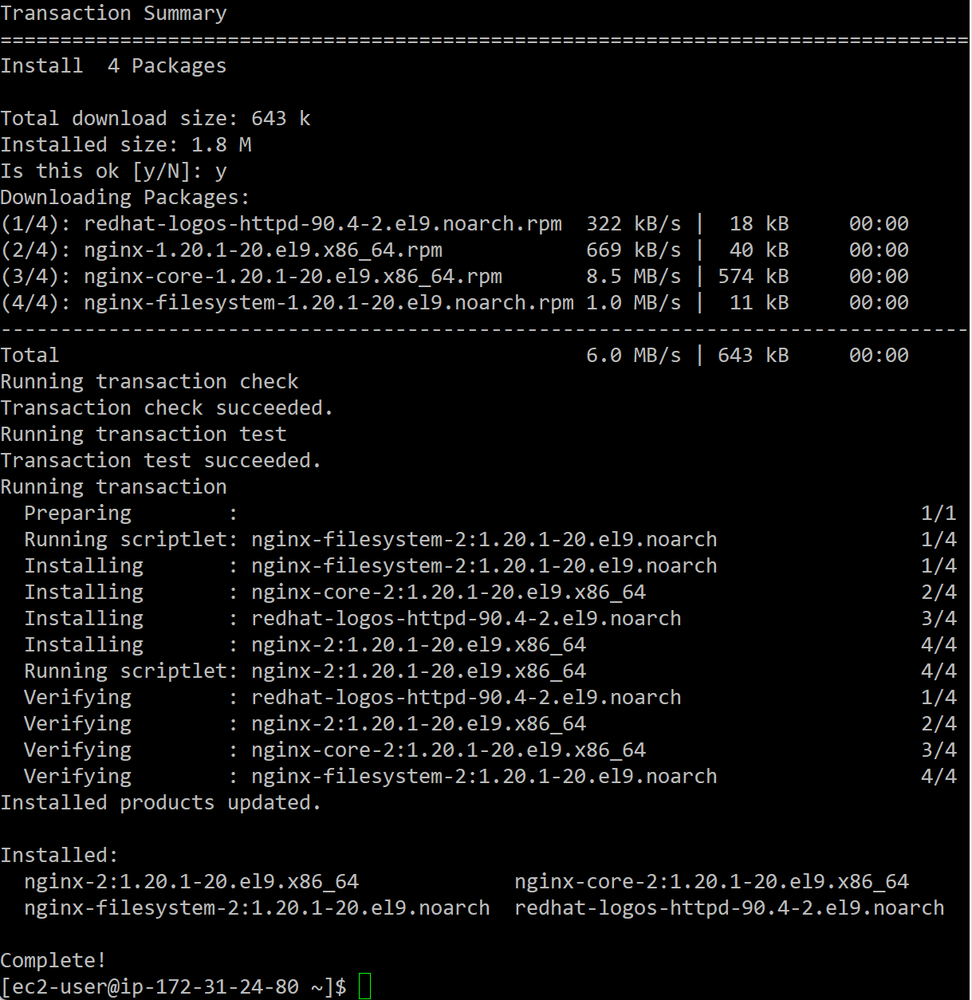 Transaction Summary
================================================================================
Install  4 Packages

Total download size: 643 k
Installed size: 1.8 M
Is this ok [y/N]: y
Downloading Packages:
(1/4): redhat-logos-httpd-90.4-2.el9.noarch.rpm  322 kB/s |  18 kB     00:00
(2/4): nginx-1.20.1-20.el9.x86_64.rpm            669 kB/s |  40 kB     00:00
(3/4): nginx-core-1.20.1-20.el9.x86_64.rpm       8.5 MB/s | 574 kB     00:00
(4/4): nginx-filesystem-1.20.1-20.el9.noarch.rpm 1.0 MB/s |  11 kB     00:00
--------------------------------------------------------------------------------
Total                                            6.0 MB/s | 643 kB     00:00
Running transaction check
Transaction check succeeded.
Running transaction test
Transaction test succeeded.
Running transaction
  Preparing        :                                                         1/1
  Running scriptlet: nginx-filesystem-2:1.20.1-20.el9.noarch                 1/4
  Installing       : nginx-filesystem-2:1.20.1-20.el9.noarch                 1/4
  Installing       : nginx-core-2:1.20.1-20.el9.x86_64                       2/4
  Installing       : redhat-logos-httpd-90.4-2.el9.noarch                    3/4
  Installing       : nginx-2:1.20.1-20.el9.x86_64                            4/4
  Running scriptlet: nginx-2:1.20.1-20.el9.x86_64                            4/4
  Verifying        : redhat-logos-httpd-90.4-2.el9.noarch                    1/4
  Verifying        : nginx-2:1.20.1-20.el9.x86_64                            2/4
  Verifying        : nginx-core-2:1.20.1-20.el9.x86_64                       3/4
  Verifying        : nginx-filesystem-2:1.20.1-20.el9.noarch                 4/4
Installed products updated.

Installed:
  nginx-2:1.20.1-20.el9.x86_64             nginx-core-2:1.20.1-20.el9.x86_64
  nginx-filesystem-2:1.20.1-20.el9.noarch  redhat-logos-httpd-90.4-2.el9.noarch

Complete!
[ec2-user@ip-172-31-24-80 ~]$